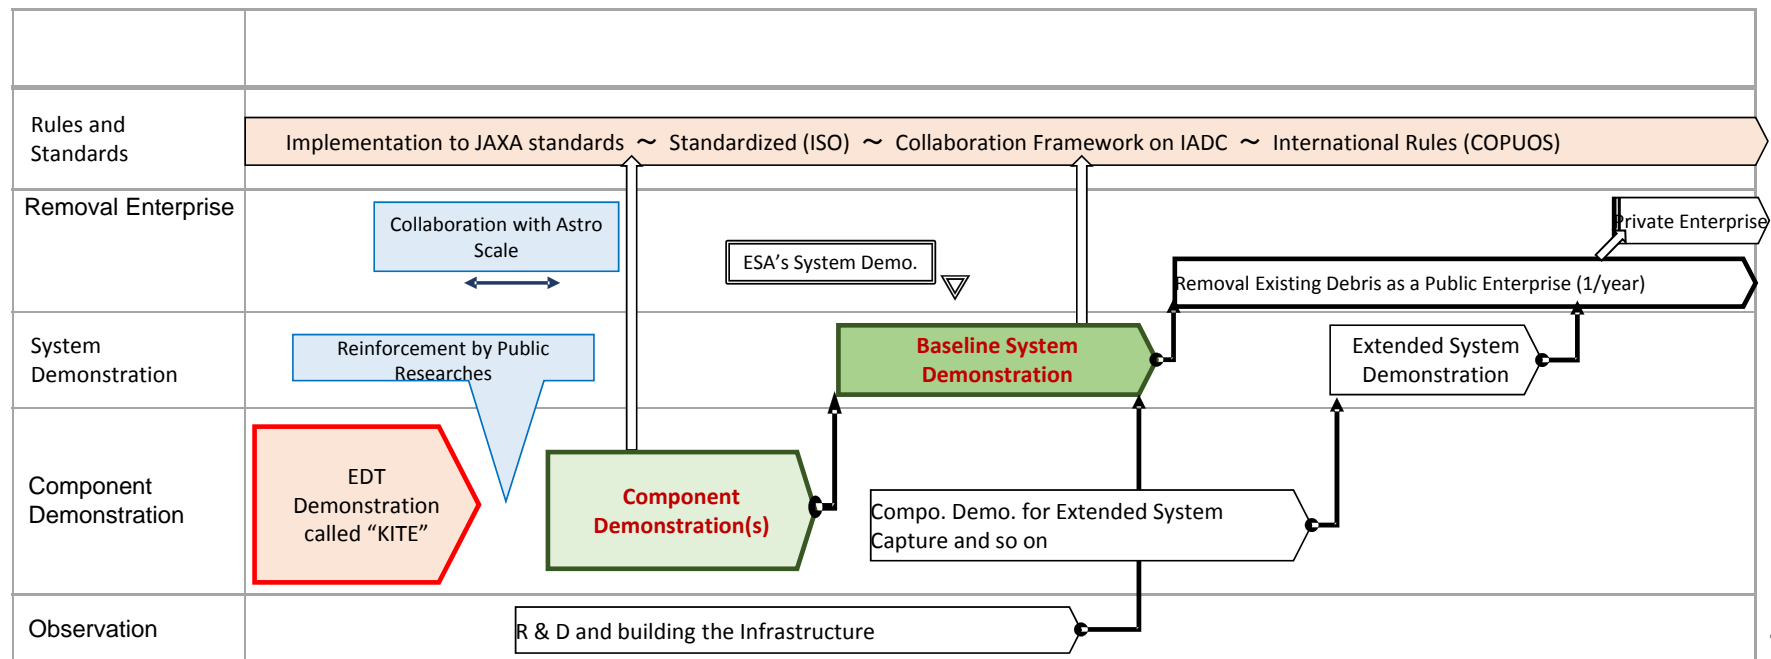 Rules and
Standards
Implementation to JAXA standards ～ Standardized (ISO) ～ Collaboration Framework on IADC ～ International Rules (COPUOS)
Removal Enterprise
Collaboration with Astro
Scale
ESA's System Demo.
Private Enterprise
Removal Existing Debris as a Public Enterprise (1/year)
System
Demonstration
Reinforcement by Public
Researches
Baseline System
Demonstration
Extended System
Demonstration
Component
Demonstration
EDT
Demonstration
called “KITE”
Component
Demonstration(s)
Compo. Demo. for Extended System
Capture and so on
Observation
R & D and building the Infrastructure